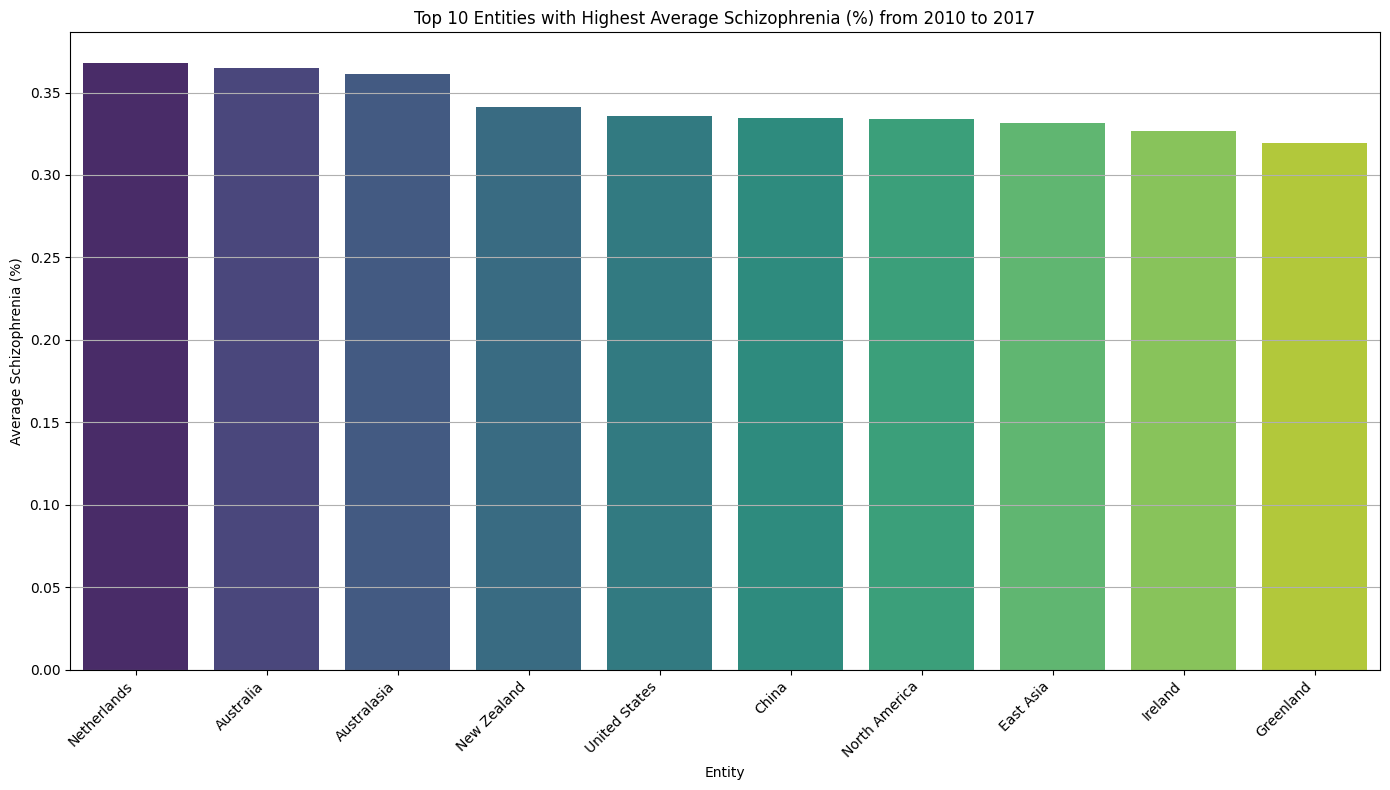 Top 10 Entities with Highest Average Schizophrenia (%) from 2010 to 2017
Average Schizophrenia (%)
0.35
0.30
0.25
0.20
0.15
0.10
0.05
0.00
Netherlands
Australia
Australasia
New Zealand
United States
China
North America
East Asia
Ireland
Greenland
Entity